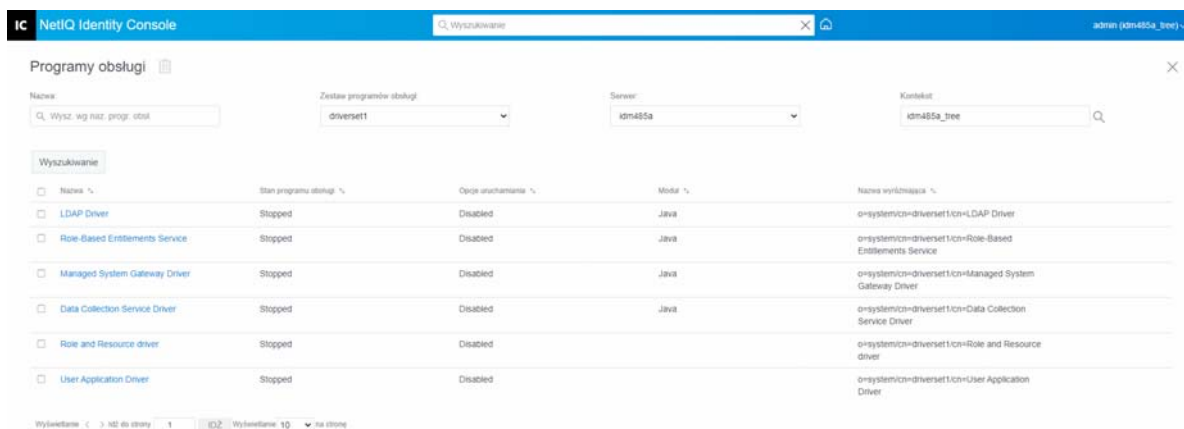 IC NetIQ Identity Console
Wyszukiwanie
admin (idm485a_tree)
Programy obsługi
Nazwa:
Zestaw programów obsługi:
Serwer:
Kontekst:
Wysz. wg naz. progr. obsł
driverset1
idm485a
idm485a_tree
Wyszukiwanie
Nazwa Stan programu obsługi Opcje uruchamiania Moduł Nazwa wyróżniająca
LDAP Driver Stopped Disabled Java o=system/cn=driverset1/cn=LDAP Driver
Role-Based Entitlements Service Stopped Disabled Java o=system/cn=driverset1/cn=Role-Based
Entitlements Service
Managed System Gateway Driver Stopped Disabled Java o=system/cn=driverset1/cn=Managed System
Gateway Driver
Data Collection Service Driver Stopped Disabled Java o=system/cn=driverset1/cn=Data Collection
Service Driver
Role and Resource driver Stopped Disabled o=system/cn=driverset1/cn=Role and Resource
driver
User Application Driver Stopped Disabled o=system/cn=driverset1/cn=User Application
Driver
Wyświetlanie < > Idź do strony 1 IDŹ Wyświetlanie 10 na stronę